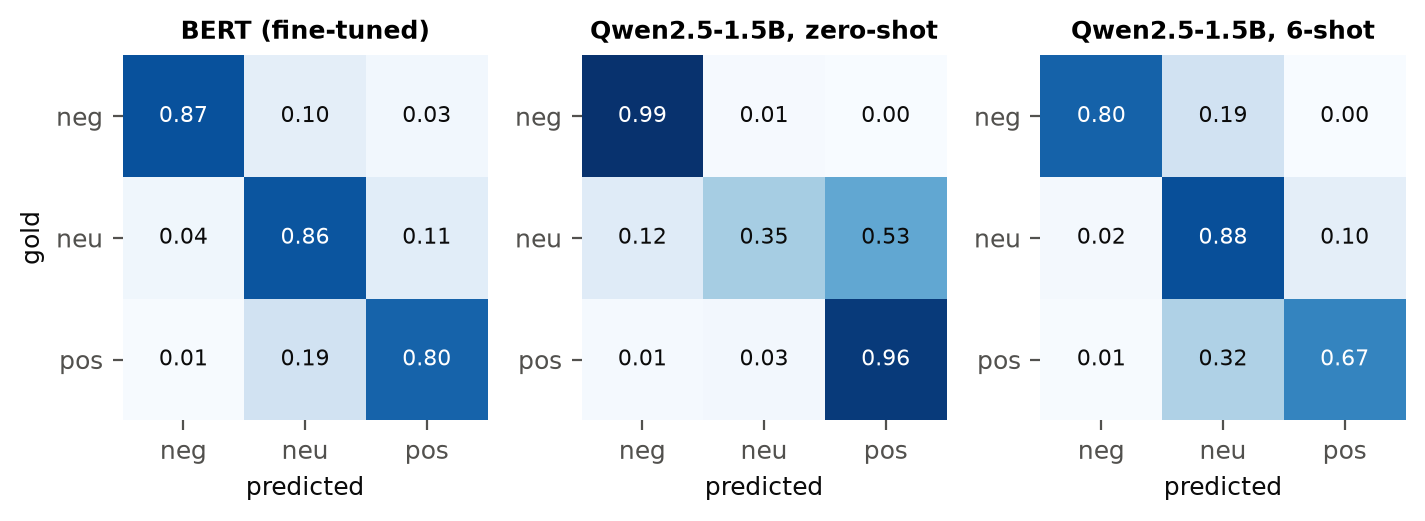 BERT (fine-tuned) Qwen2.5-1.5B, zero-shot Qwen2.5-1.5B, 6-shot
neg 0.87 0.10 0.03 neg 0.99 0.01 0.00 neg 0.80 0.19 0.00
gold
neu 0.04 0.86 0.11 neu 0.12 0.35 0.53 neu 0.02 0.88 0.10
pos 0.01 0.19 0.80 pos 0.01 0.03 0.96 pos 0.01 0.32 0.67
neg neu pos neg neu pos neg neu pos
predicted predicted predicted